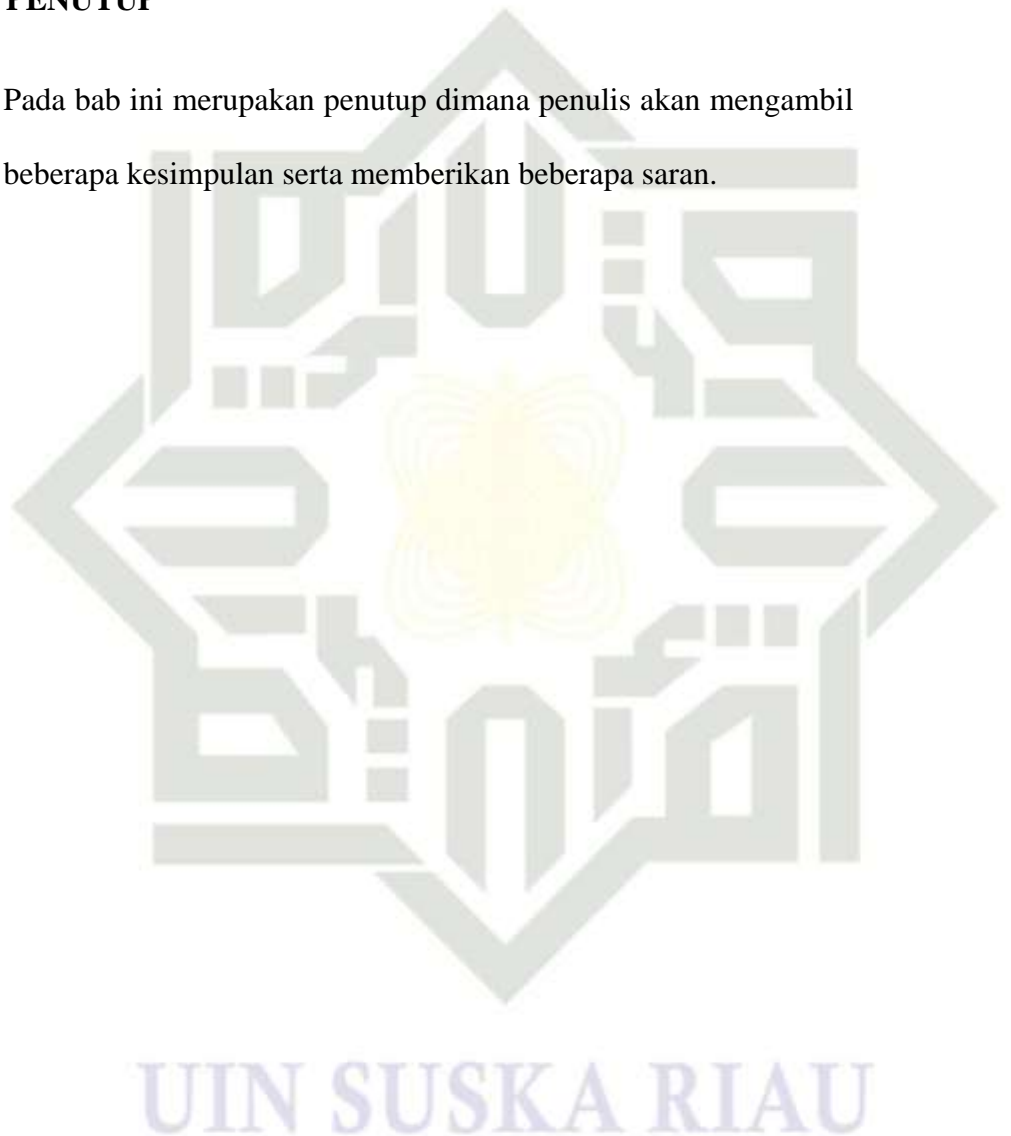 PENUTUP
Pada bab ini merupakan penutup dimana penulis akan mengambil
beberapa kesimpulan serta memberikan beberapa saran.
UIN SUSKA RIAU